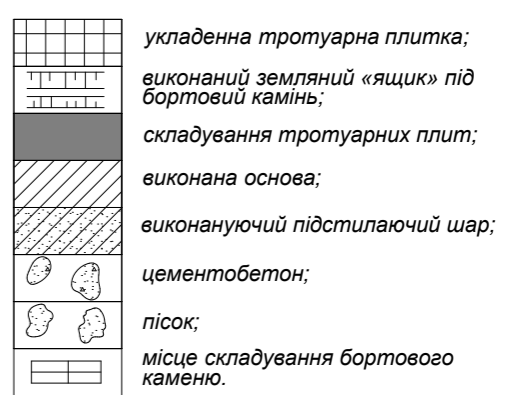 укладенна тротуарна плитка;
виконаний земляний «ящик» під
бортовий камінь;
складування тротуарних плит;
виконана основа;
виконануючий підстилаючий шар;
цементобетон;
пісок;
місце складування бортового
каменю.